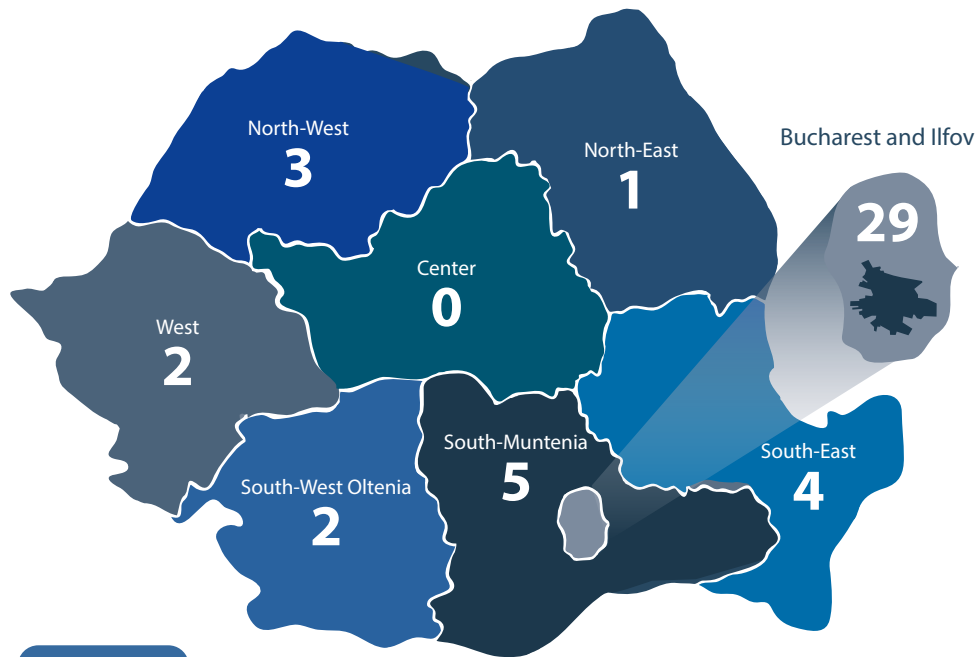 North-West
3
North-East
1
Bucharest and Ilfov
29
Center
0
West
2
South-Muntenia
5
South-East
4
South-West Oltenia
2